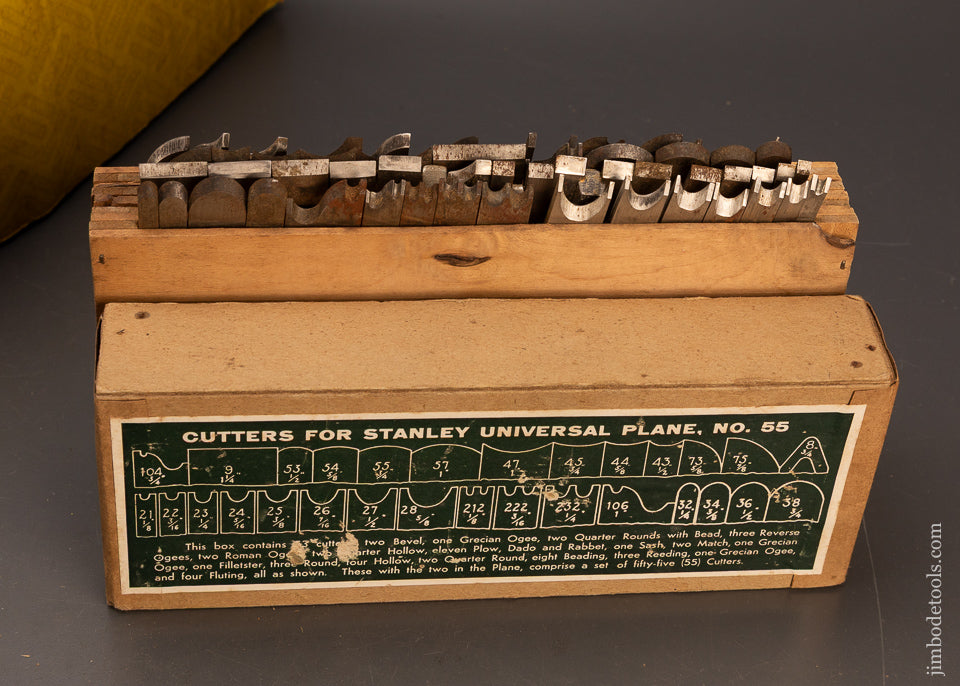 CUTTERS FOR STANLEY UNIVERSAL PLANE, NO. 55
104 3/4" 9 1 1/4" 53 1/2" 54 5/8" 55 3/4" 57 1" 47 1" 45 3/4" 44 5/8" 43 1/2" 73 5/8" 75 5/8" 8 3/4"
21 1/8 22 3/16 23 1/4" 24 5/16 25 3/8 26 7/16 27 1/2" 28 5/8" 212 1/8 222 3/16 232 1/4 106 1 32 1/4 34 3/8 36 1/2" 38 3/4"
This box contains cutters, two Bevel, one Grecian Ogee, two Quarter Rounds with Bead, three Reverse
Ogees, two Roman Quarter Hollow, eleven Plow, Dado and Rabbet, one Sash, two Match, one Grecian
Ogee, one Filletster, three Round, four Hollow, two Quarter Round, eight Beading, three Reeding, one Grecian Ogee,
and four Fluting, all as shown. These with the two in the Plane, comprise a set of fifty-five (55) Cutters.
jimbodetools.com